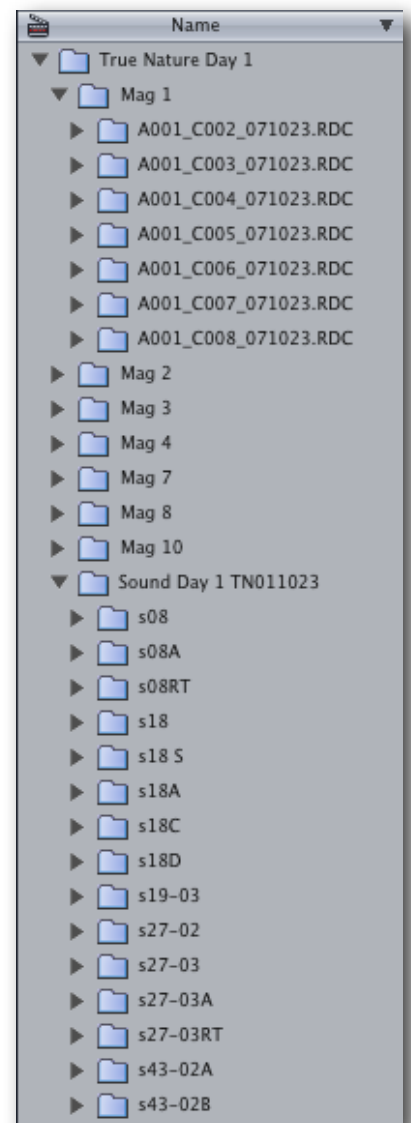 Name
True Nature Day 1
Mag 1
A001_C002_071023.RDC
A001_C003_071023.RDC
A001_C004_071023.RDC
A001_C005_071023.RDC
A001_C006_071023.RDC
A001_C007_071023.RDC
A001_C008_071023.RDC
Mag 2
Mag 3
Mag 4
Mag 7
Mag 8
Mag 10
Sound Day 1 TN011023
s08
s08A
s08RT
s18
s18 S
s18A
s18C
s18D
s19-03
s27-02
s27-03
s27-03A
s27-03RT
s43-02A
s43-02B